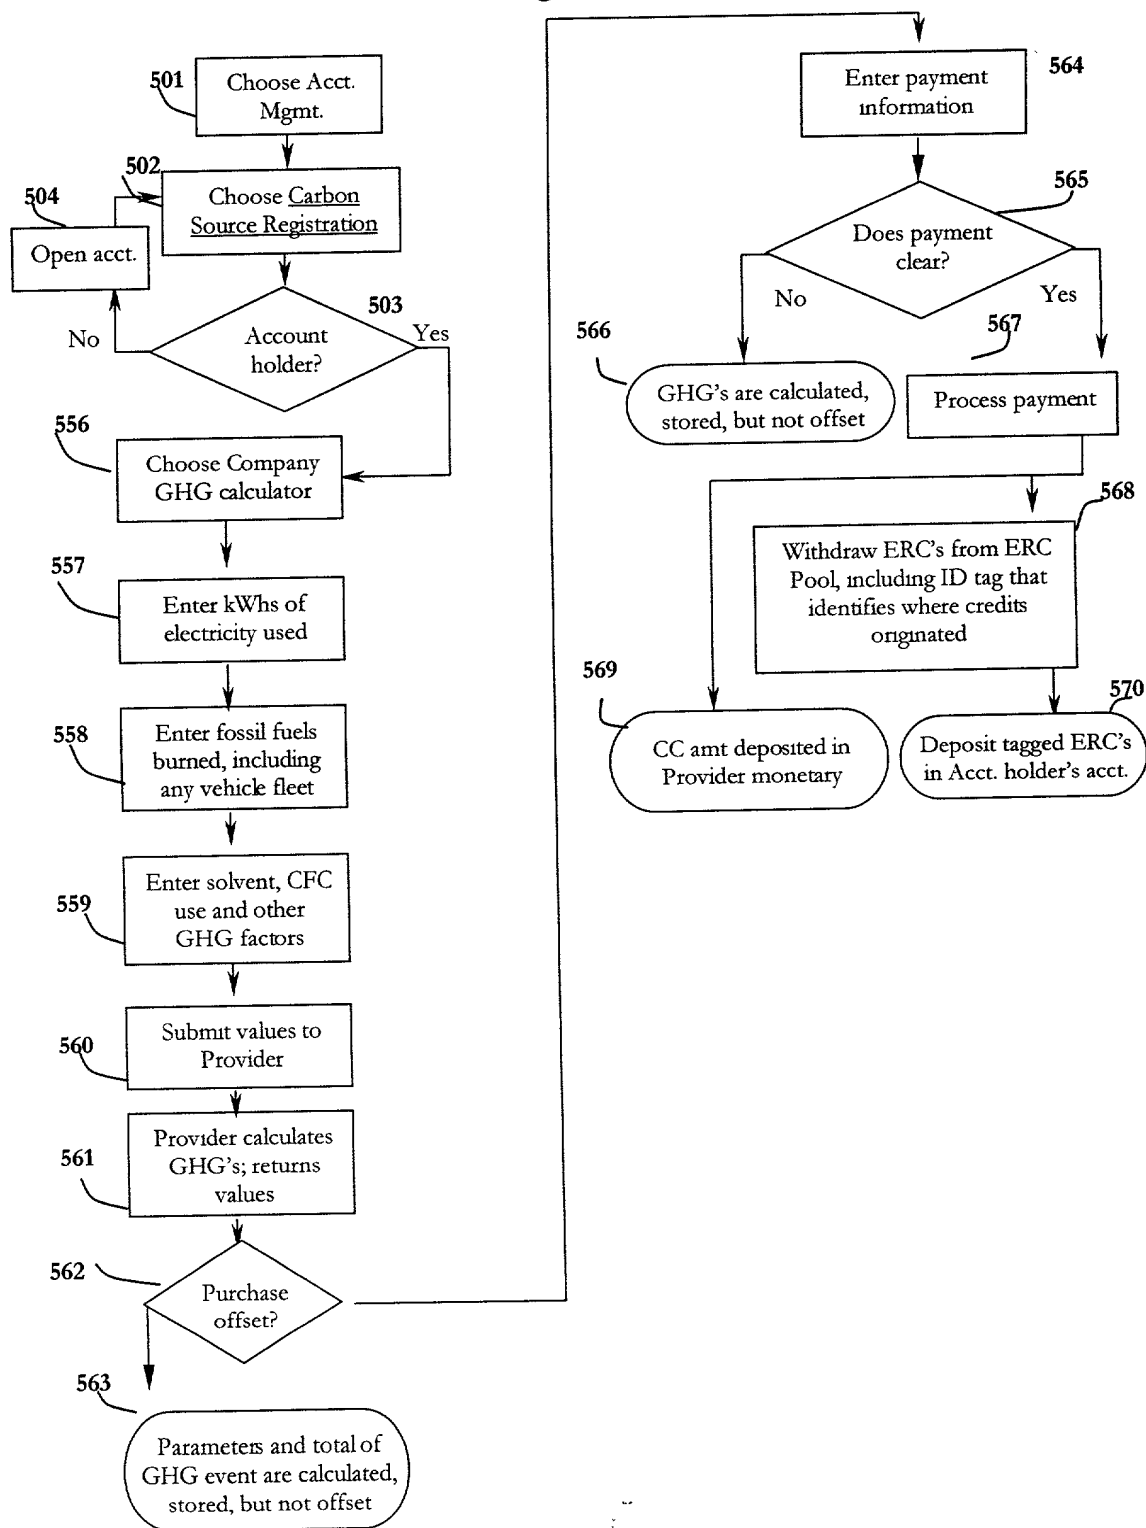 501
Choose Acct.
Mgmt.
502
Choose Carbon
Source Registration
504
Open acct.
503
Account
holder?
No
Yes
556
Choose Company
GHG calculator
557
Enter kWhs of
electricity used
558
Enter fossil fuels
burned, including
any vehicle fleet
559
Enter solvent, CFC
use and other
GHG factors
560
Submit values to
Provider
561
Provider calculates
GHG's; returns
values
562
Purchase
offset?
563
Parameters and total of
GHG event are calculated,
stored, but not offset
564
Enter payment
information
565
Does payment
clear?
No
Yes
566
GHG's are calculated,
stored, but not offset
567
Process payment
568
Withdraw ERC's from ERC
Pool, including ID tag that
identifies where credits
originated
569
CC amt deposited in
Provider monetary
570
Deposit tagged ERC's
in Acct. holder's acct.